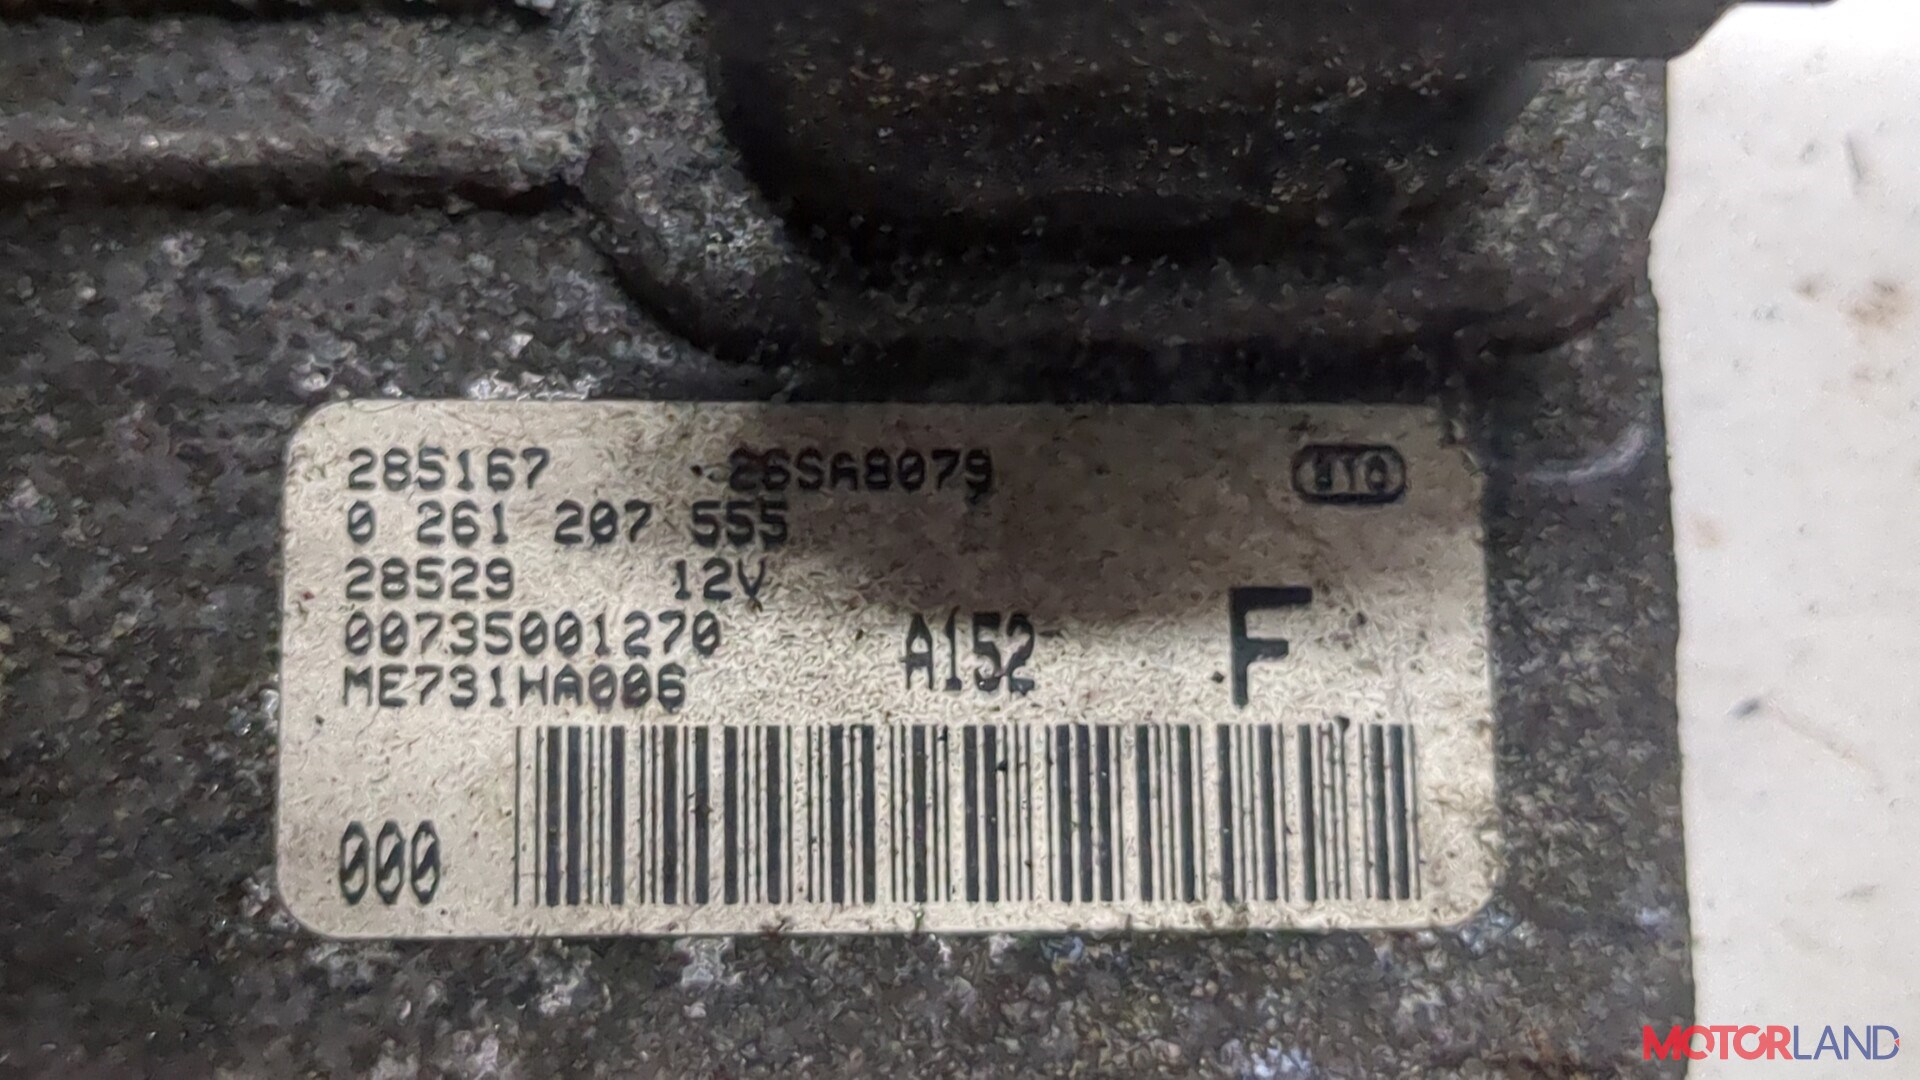 285167 26SA8079
0 261 207 555
28529 12V
00735001270
ME731HA006
A152
F
000
MOTORLAND